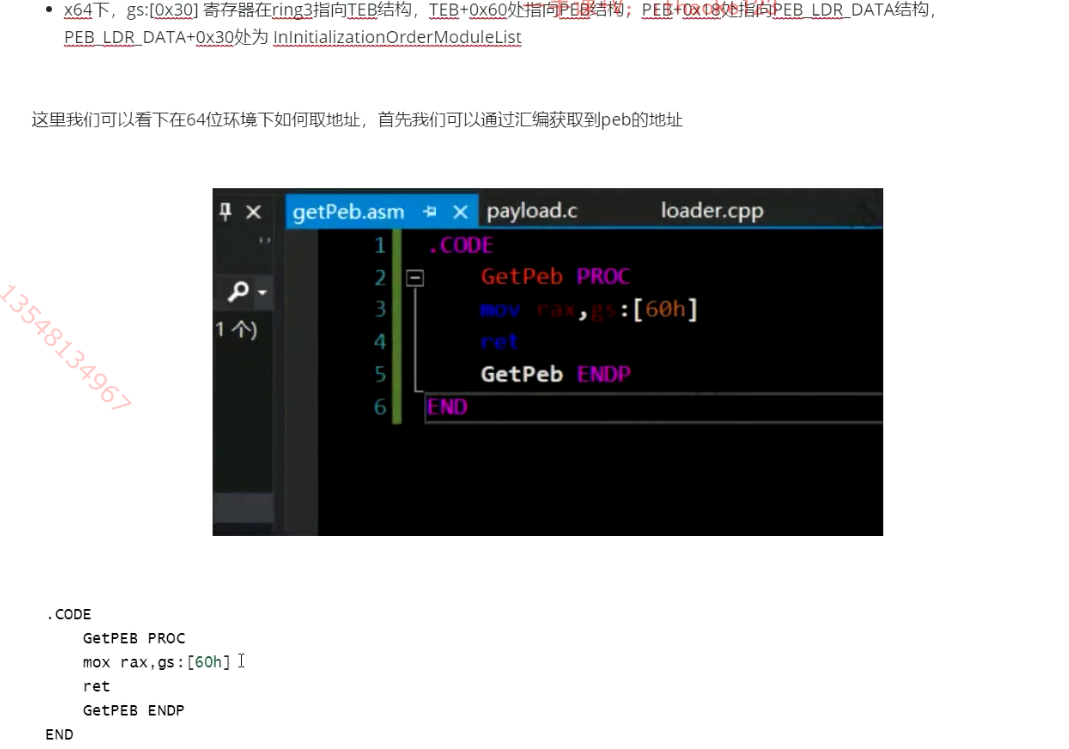 x64下，gs:[0x30] 寄存器在ring3指向TEB结构，TEB+0x60处指向PEB结构；PEB+0x18处指向PEB_LDR_DATA结构，
PEB_LDR_DATA+0x30处为 InInitializationOrderModuleList
这里我们可以看下在64位环境下如何取地址，首先我们可以通过汇编获取到peb的地址
getPeb.asm payload.c loader.cpp
1 个)
1 .CODE
2 GetPeb PROC
3 mov rax,gs:[60h]
4 ret
5 GetPeb ENDP
6 END
13548134967
.CODE
GetPEB PROC
mox rax,gs:[60h]
ret
GetPEB ENDP
END